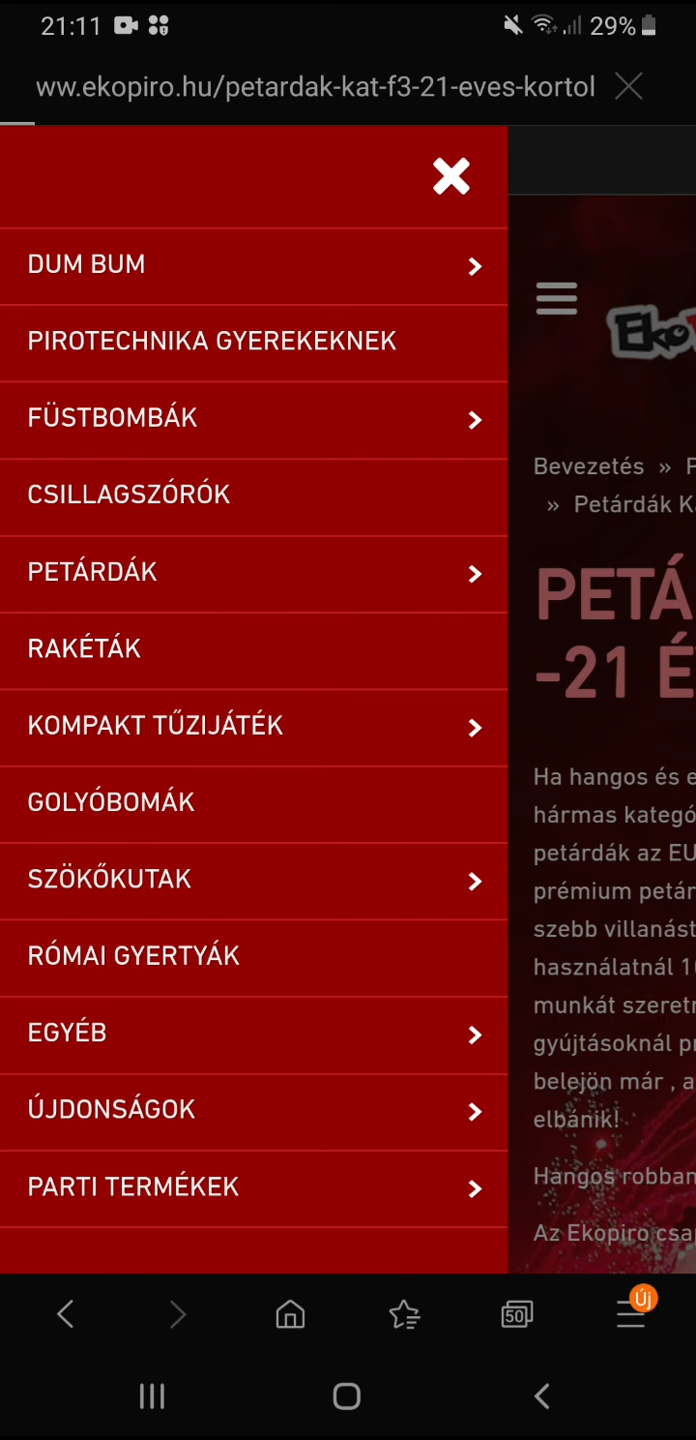 21:11
29%
ww.ekopiro.hu/petardak-kat-f3-21-eves-kortol
DUM BUM
PIROTECHNIKA GYEREKEKNEK
FÜSTBOMBÁK
CSILLAGSZÓRÓK
PETÁRDÁK
RAKÉTÁK
KOMPAKT TŰZIJÁTÉK
GOLYÓBOMÁK
SZÖKŐKUTAK
RÓMAI GYERTYÁK
EGYÉB
ÚJDONSÁGOK
PARTI TERMÉKEK
Eko
Bevezetés » P
» Petárdák K
PETÁ
-21 É
Ha hangos és e
hármas kategó
petárdák az EU
prémium petár
szebb villanást
használatnál 1
munkát szeretn
gyújtásoknál p
belejön már , a
elbánik!
Hangos robban
Az Ekopiro csa
50
Új